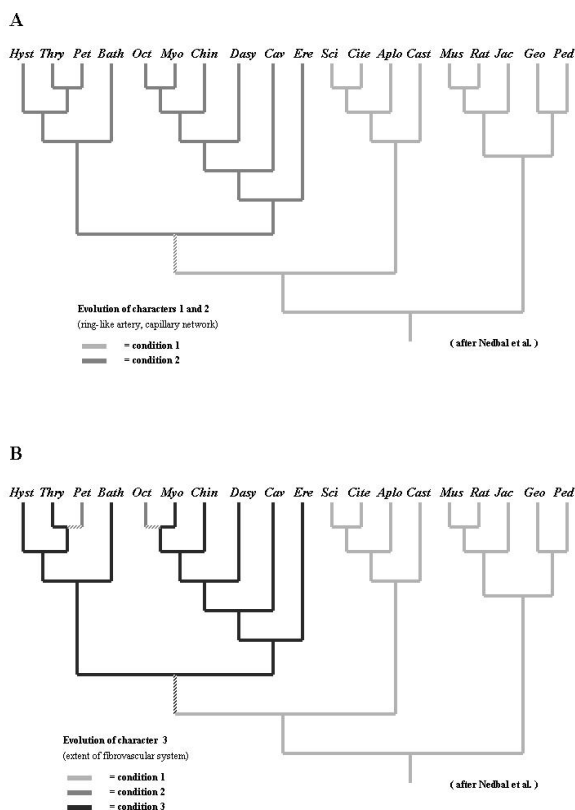 A
Hyst Thry Pet Bath Oct Myo Chin Dasy Cav Ere Sci Cite Aplo Cast Mus Rat Jac Geo Ped
Evolution of characters 1 and 2
(ring-like artery, capillary network)
= condition 1
= condition 2
( after Nedbal et al. )
B
Hyst Thry Pet Bath Oct Myo Chin Dasy Cav Ere Sci Cite Aplo Cast Mus Rat Jac Geo Ped
Evolution of character 3
(extent of fibrovascular system)
= condition 1
= condition 2
= condition 3
( after Nedbal et al. )